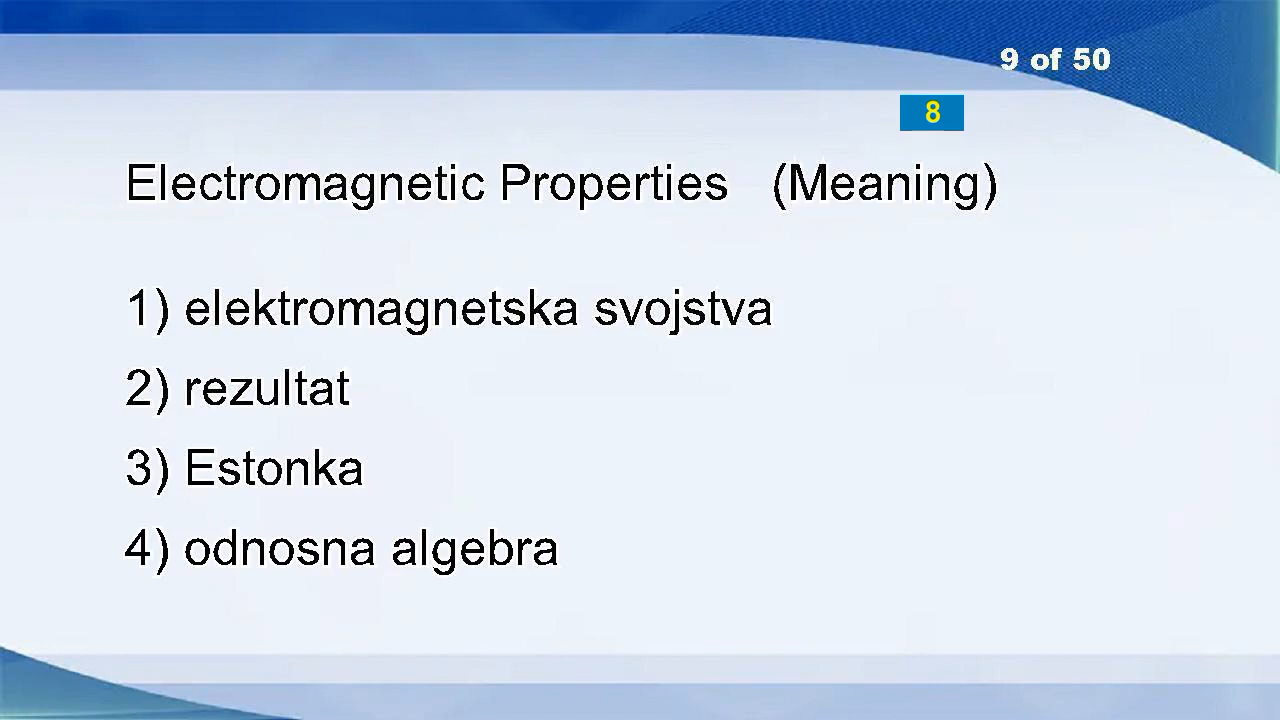 9 of 50
8
Electromagnetic Properties (Meaning)
1) elektromagnetska svojstva
2) rezultat
3) Estonka
4) odnosna algebra